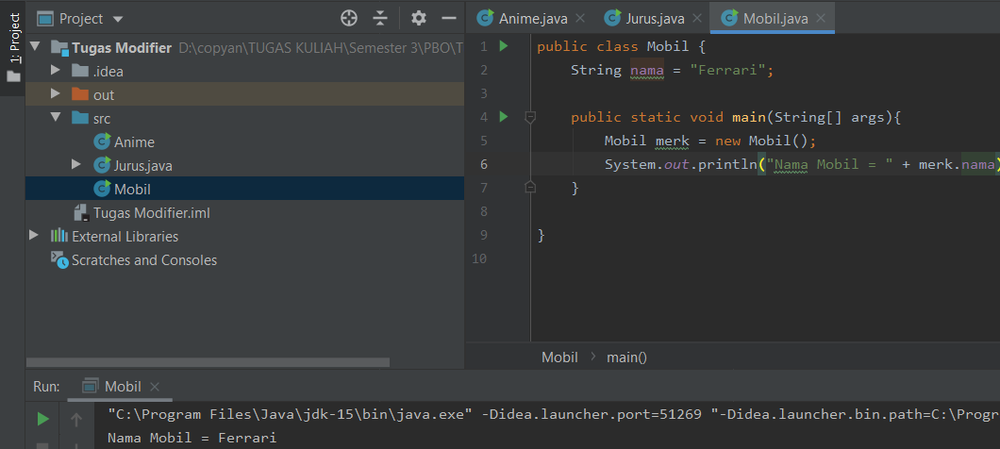 1: Project
Project
Tugas Modifier D:\copyan\TUGAS KULIAH\Semester 3\PBO\T
.idea
out
src
Anime
Jurus.java
Mobil
Tugas Modifier.iml
External Libraries
Scratches and Consoles
Anime.java Jurus.java Mobil.java
1 public class Mobil {
2 String nama = "Ferrari";
3
4 public static void main(String[] args){
5 Mobil merk = new Mobil();
6 System.out.println("Nama Mobil = " + merk.nama)
7 }
8
9 }
10
Mobil main()
Run: Mobil
"C:\Program Files\Java\jdk-15\bin\java.exe" -Didea.launcher.port=51269 "-Didea.launcher.bin.path=C:\Progr
Nama Mobil = Ferrari